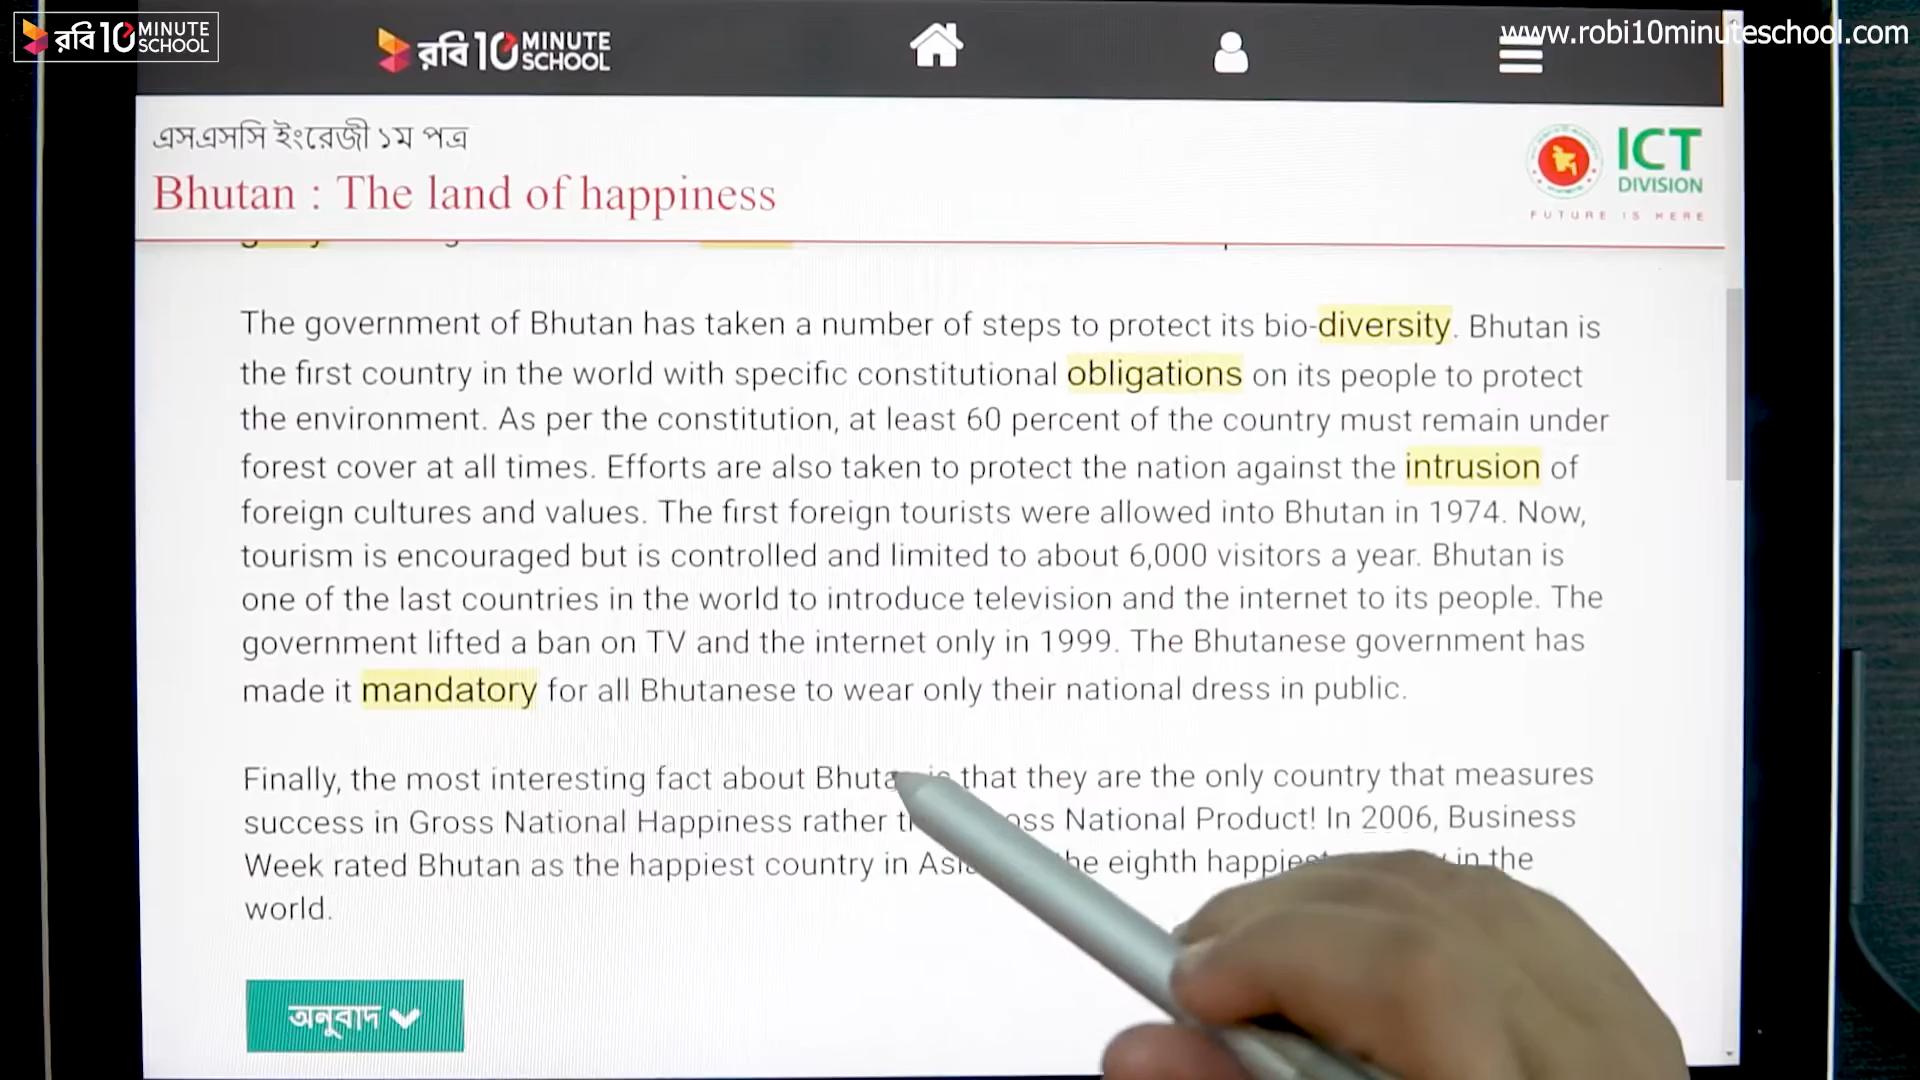 রবি 10 MINUTE SCHOOL
রবি 10 MINUTE SCHOOL
www.robi10minuteschool.com
এসএসসি ইংরেজী ১ম পত্র
Bhutan : The land of happiness
ICT
DIVISION
FUTURE IS HERE
The government of Bhutan has taken a number of steps to protect its bio-diversity. Bhutan is
the first country in the world with specific constitutional obligations on its people to protect
the environment. As per the constitution, at least 60 percent of the country must remain under
forest cover at all times. Efforts are also taken to protect the nation against the intrusion of
foreign cultures and values. The first foreign tourists were allowed into Bhutan in 1974. Now,
tourism is encouraged but is controlled and limited to about 6,000 visitors a year. Bhutan is
one of the last countries in the world to introduce television and the internet to its people. The
government lifted a ban on TV and the internet only in 1999. The Bhutanese government has
made it mandatory for all Bhutanese to wear only their national dress in public.
Finally, the most interesting fact about that they are the only country that measures
success in Gross National Happiness rather National Product! In 2006, Business
Week rated Bhutan as the happiest country in eighth in the
world.
অনুবাদ